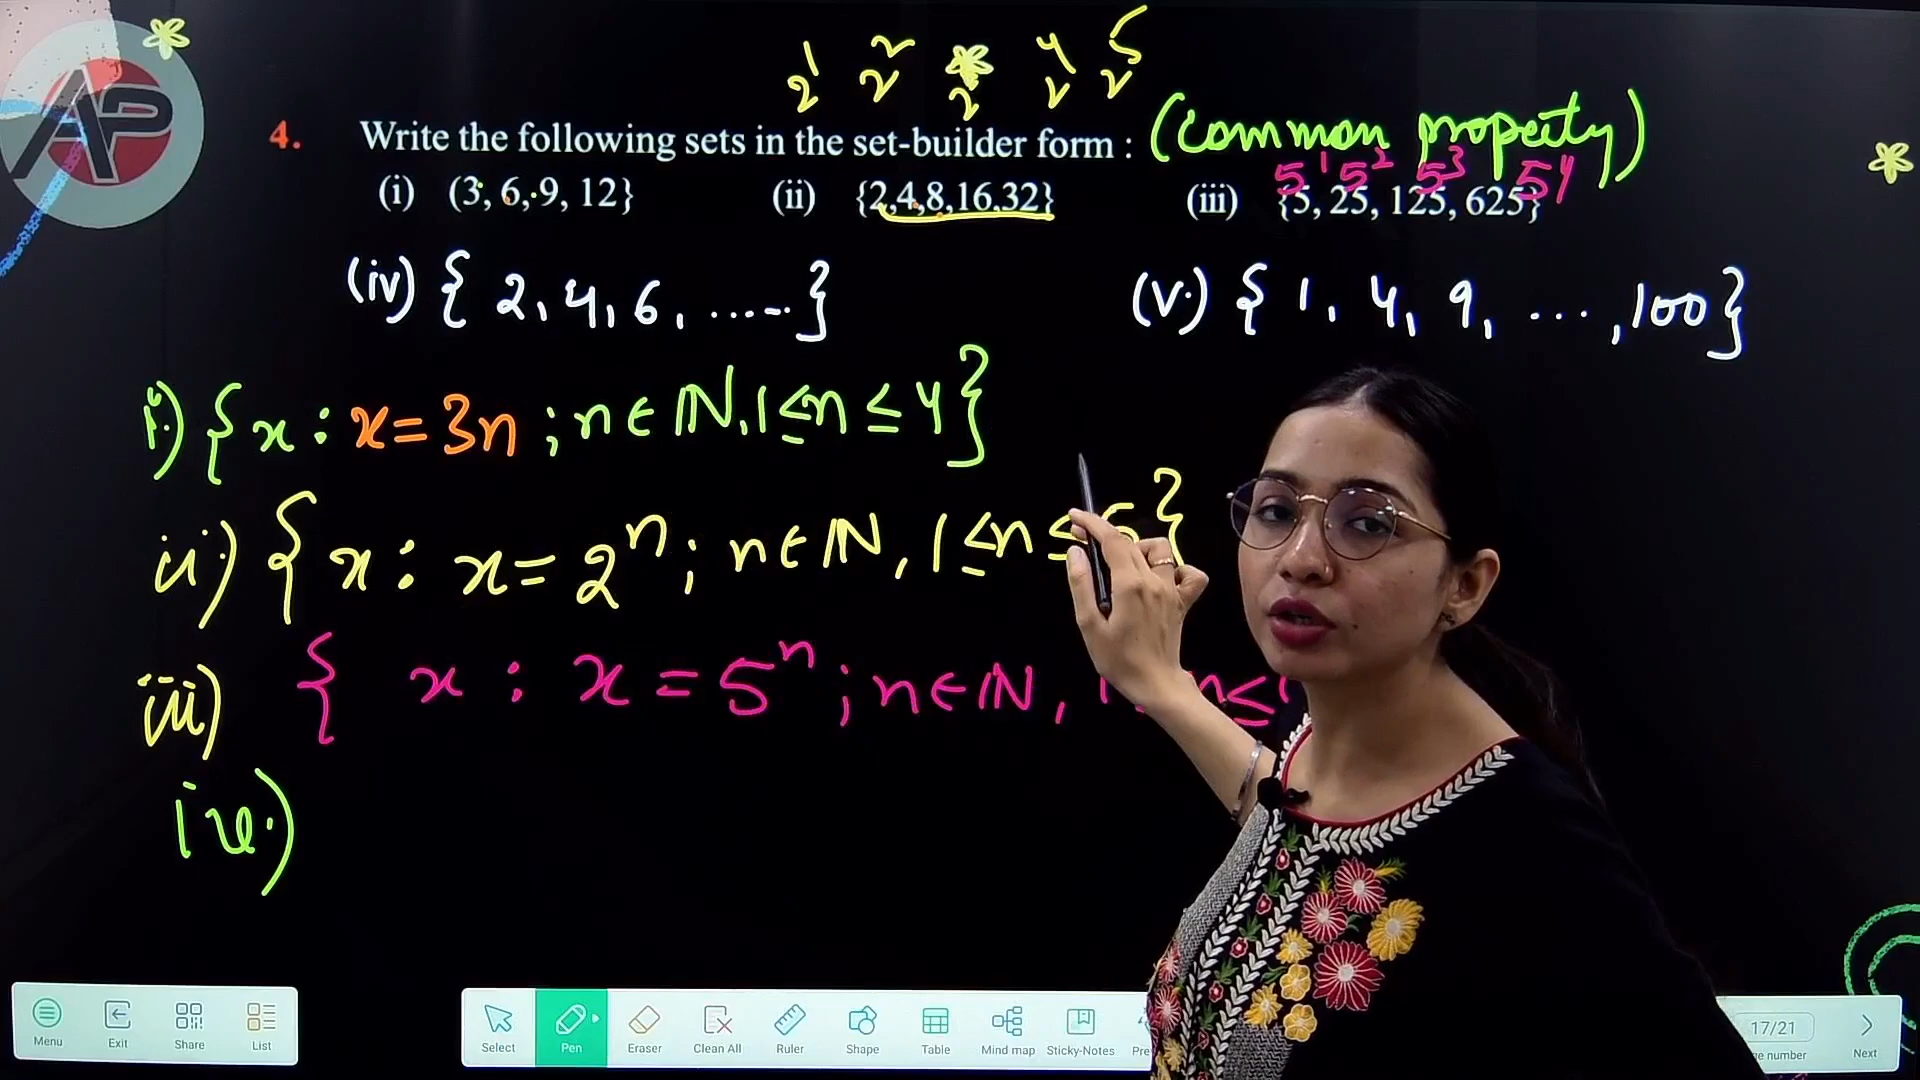 AP
2¹ 2² 2 2⁴ 2⁵
4. Write the following sets in the set-builder form : (common property)
5¹ 5² 5³ 5⁴
(i) (3, 6, 9, 12} (ii) {2,4,8,16,32} (iii) {5, 25, 125, 625}
(iv) { 2, 4, 6, ...... } (v.) { 1, 4, 9, ... , 100 }
i.) { x : x = 3n ; n ∈ N, 1 ≤ n ≤ 4 }
ii.) { x : x = 2ⁿ ; n ∈ N, 1 ≤ n ≤ 5 }
iii) { x : x = 5ⁿ ; n ∈ N, n ≤
iv.)
Menu Exit Share List Select Pen Eraser Clean All Ruler Shape Table Mind map Sticky-Notes 17/21 number Next